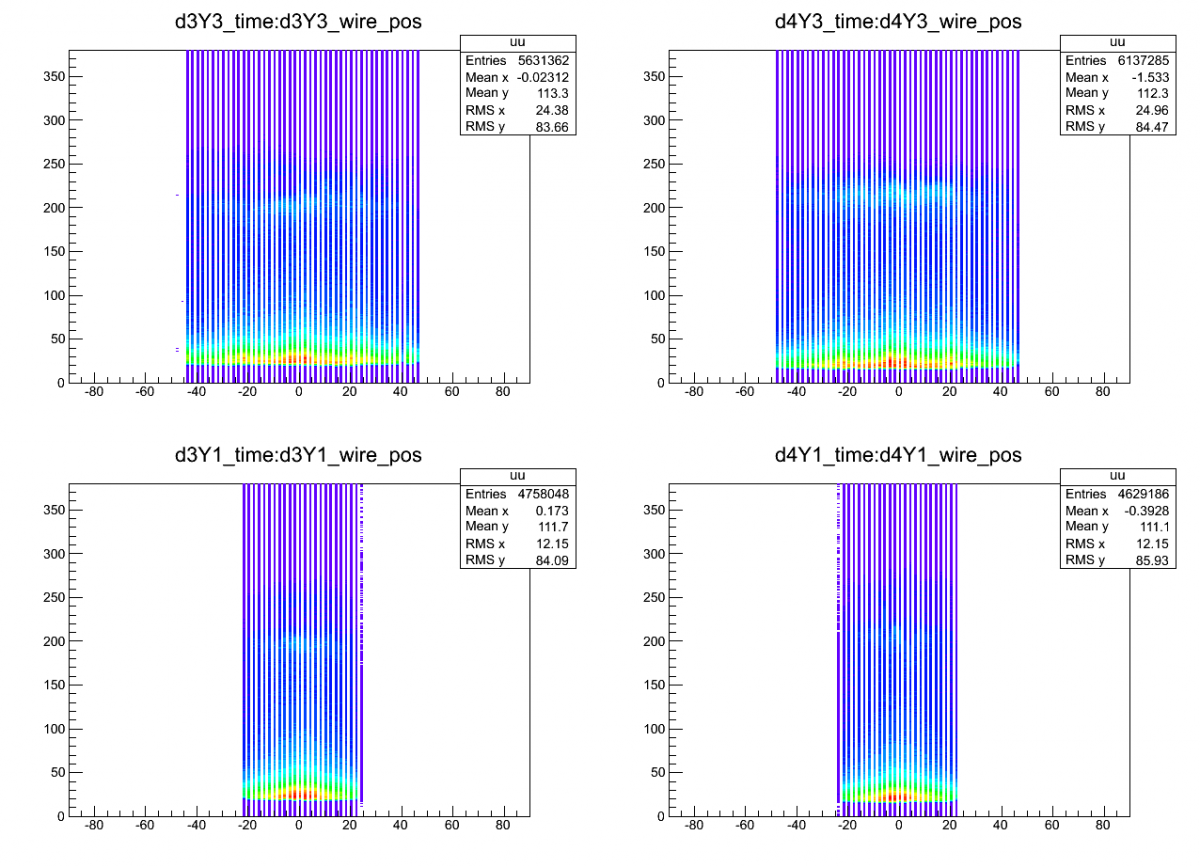 d3Y3_time:d3Y3_wire_pos
uu
Entries 5631362
Mean x -0.02312
Mean y 113.3
RMS x 24.38
RMS y 83.66
350
300
250
200
150
100
50
0
-80 -60 -40 -20 0 20 40 60 80
d4Y3_time:d4Y3_wire_pos
uu
Entries 6137285
Mean x -1.533
Mean y 112.3
RMS x 24.96
RMS y 84.47
350
300
250
200
150
100
50
0
-80 -60 -40 -20 0 20 40 60 80
d3Y1_time:d3Y1_wire_pos
uu
Entries 4758048
Mean x 0.173
Mean y 111.7
RMS x 12.15
RMS y 84.09
350
300
250
200
150
100
50
0
-80 -60 -40 -20 0 20 40 60 80
d4Y1_time:d4Y1_wire_pos
uu
Entries 4629186
Mean x -0.3928
Mean y 111.1
RMS x 12.15
RMS y 85.93
350
300
250
200
150
100
50
0
-80 -60 -40 -20 0 20 40 60 80